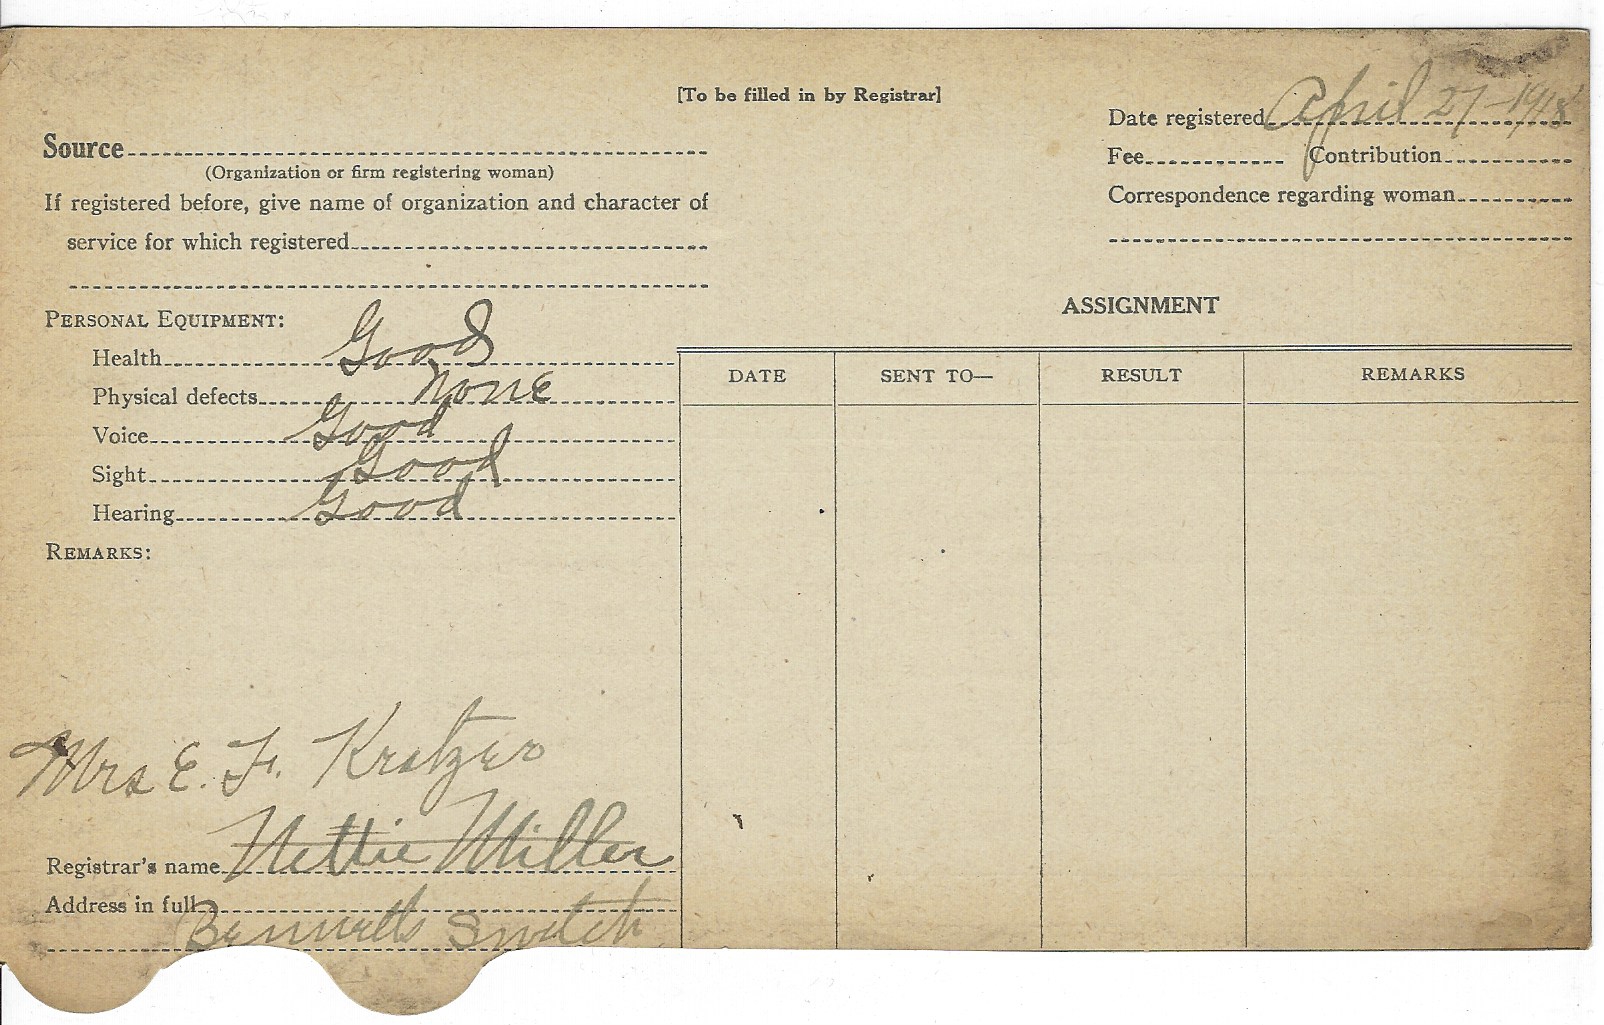 [To be filled in by Registrar]
Date registered April 27-1918
Source
(Organization or firm registering woman)
Fee Contribution
If registered before, give name of organization and character of
service for which registered
Correspondence regarding woman
ASSIGNMENT
PERSONAL EQUIPMENT:
Health Good
Physical defects None
Voice Good
Sight Good
Hearing Good
DATE SENT TO— RESULT REMARKS
REMARKS:
Mrs E. F. Kratzer
Registrar's name Nettie Miller
Address in full
Bennetts Switch